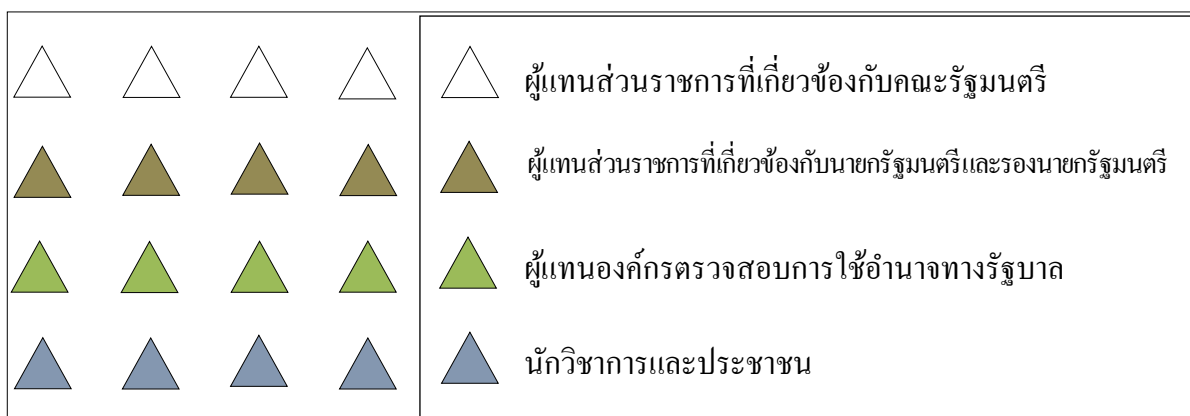 ผู้แทนส่วนราชการที่เกี่ยวข้องกับคณะรัฐมนตรี
ผู้แทนส่วนราชการที่เกี่ยวข้องกับนายกรัฐมนตรีและรองนายกรัฐมนตรี
ผู้แทนองค์กรตรวจสอบการใช้อำนาจทางรัฐบาล
นักวิชาการและประชาชน